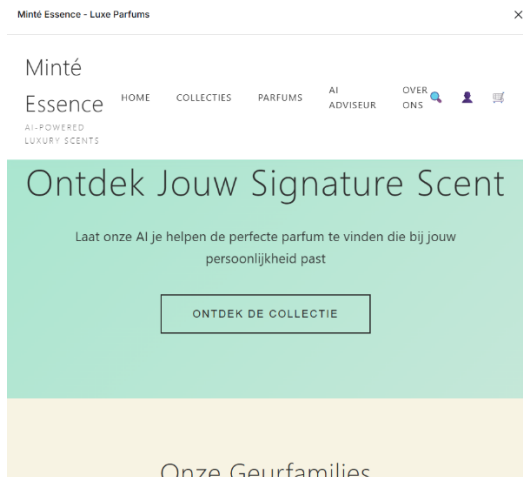 Minté Essence - Luxe Parfums
Minté
Essence
AI-POWERED
LUXURY SCENTS
HOME
COLLECTIES
PARFUMS
AI
ADVISEUR
OVER
ONS
Ontdek Jouw Signature Scent
Laat onze AI je helpen de perfecte parfum te vinden die bij jouw
persoonlijkheid past
ONTDEK DE COLLECTIE
Onze Geurfamilies